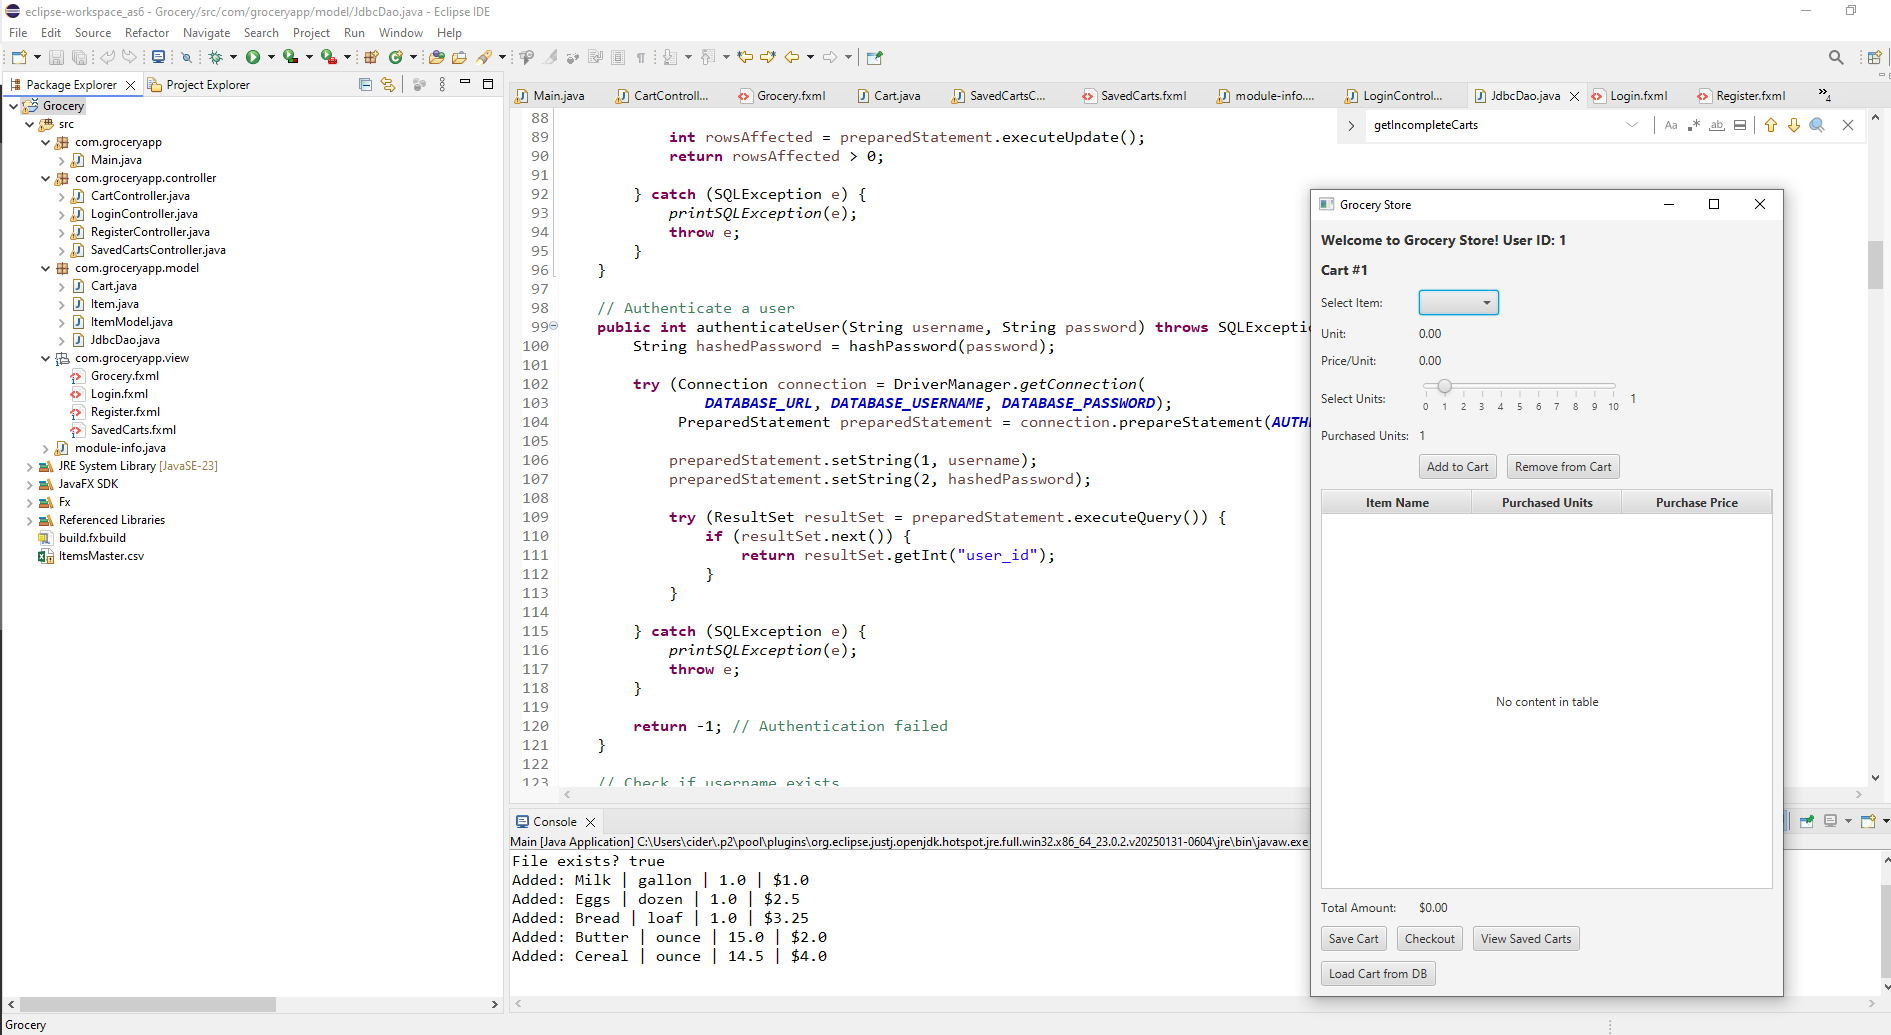 eclipse-workspace_as6 - Grocery/src/com/groceryapp/model/JdbcDao.java - Eclipse IDE
File Edit Source Refactor Navigate Search Project Run Window Help
Package Explorer Project Explorer
Grocery
src
com.groceryapp
Main.java
com.groceryapp.controller
CartController.java
LoginController.java
RegisterController.java
SavedCartsController.java
com.groceryapp.model
Cart.java
Item.java
ItemModel.java
JdbcDao.java
com.groceryapp.view
Grocery.fxml
Login.fxml
Register.fxml
SavedCarts.fxml
module-info.java
JRE System Library [JavaSE-23]
JavaFX SDK
Fx
Referenced Libraries
build.fxbuild
ItemsMaster.csv
Main.java CartControll... Grocery.fxml Cart.java SavedCartsC... SavedCarts.fxml module-info.... LoginControl... JdbcDao.java Login.fxml Register.fxml »4
getIncompleteCarts Aa .* ab
88
89 int rowsAffected = preparedStatement.executeUpdate();
90 return rowsAffected > 0;
91
92 } catch (SQLException e) {
93 printSQLException(e);
94 throw e;
95 }
96 }
97
98 // Authenticate a user
99 public int authenticateUser(String username, String password) throws SQLExcepti
100 String hashedPassword = hashPassword(password);
101
102 try (Connection connection = DriverManager.getConnection(
103 DATABASE_URL, DATABASE_USERNAME, DATABASE_PASSWORD);
104 PreparedStatement preparedStatement = connection.prepareStatement(AUTH
105
106 preparedStatement.setString(1, username);
107 preparedStatement.setString(2, hashedPassword);
108
109 try (ResultSet resultSet = preparedStatement.executeQuery()) {
110 if (resultSet.next()) {
111 return resultSet.getInt("user_id");
112 }
113 }
114
115 } catch (SQLException e) {
116 printSQLException(e);
117 throw e;
118 }
119
120 return -1; // Authentication failed
121 }
122
123 // Check if username exists
Console
Main [Java Application] C:\Users\cider\.p2\pool\plugins\org.eclipse.justj.openjdk.hotspot.jre.full.win32.x86_64_23.0.2.v20250131-0604\jre\bin\javaw.exe
File exists? true
Added: Milk | gallon | 1.0 | $1.0
Added: Eggs | dozen | 1.0 | $2.5
Added: Bread | loaf | 1.0 | $3.25
Added: Butter | ounce | 15.0 | $2.0
Added: Cereal | ounce | 14.5 | $4.0
Grocery Store
Welcome to Grocery Store! User ID: 1
Cart #1
Select Item:
Unit: 0.00
Price/Unit: 0.00
Select Units: 1
0 1 2 3 4 5 6 7 8 9 10
Purchased Units: 1
Add to Cart Remove from Cart
Item Name Purchased Units Purchase Price
No content in table
Total Amount: $0.00
Save Cart Checkout View Saved Carts
Load Cart from DB
Grocery